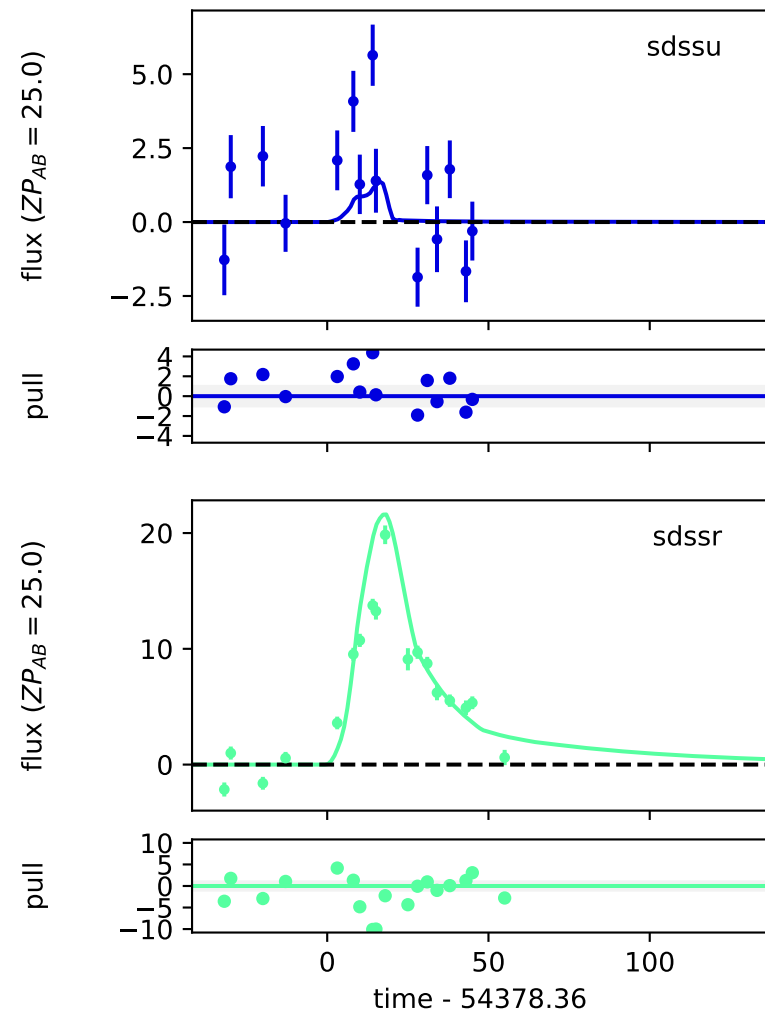 sdssu
flux (ZP_AB = 25.0)
5.0
2.5
0.0
−2.5
pull
4
2
0
−2
−4
sdssr
flux (ZP_AB = 25.0)
20
10
0
pull
10
5
0
−5
−10
0 50 100
time - 54378.36